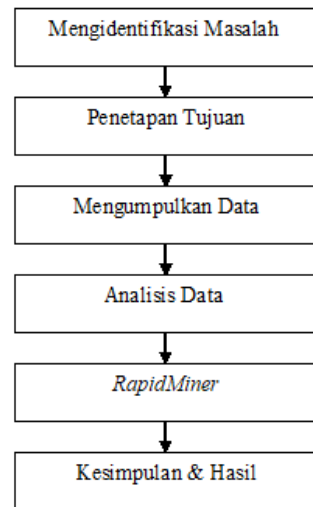 Mengidentifikasi Masalah
Penetapan Tujuan
Mengumpulkan Data
Analisis Data
RapidMiner
Kesimpulan & Hasil